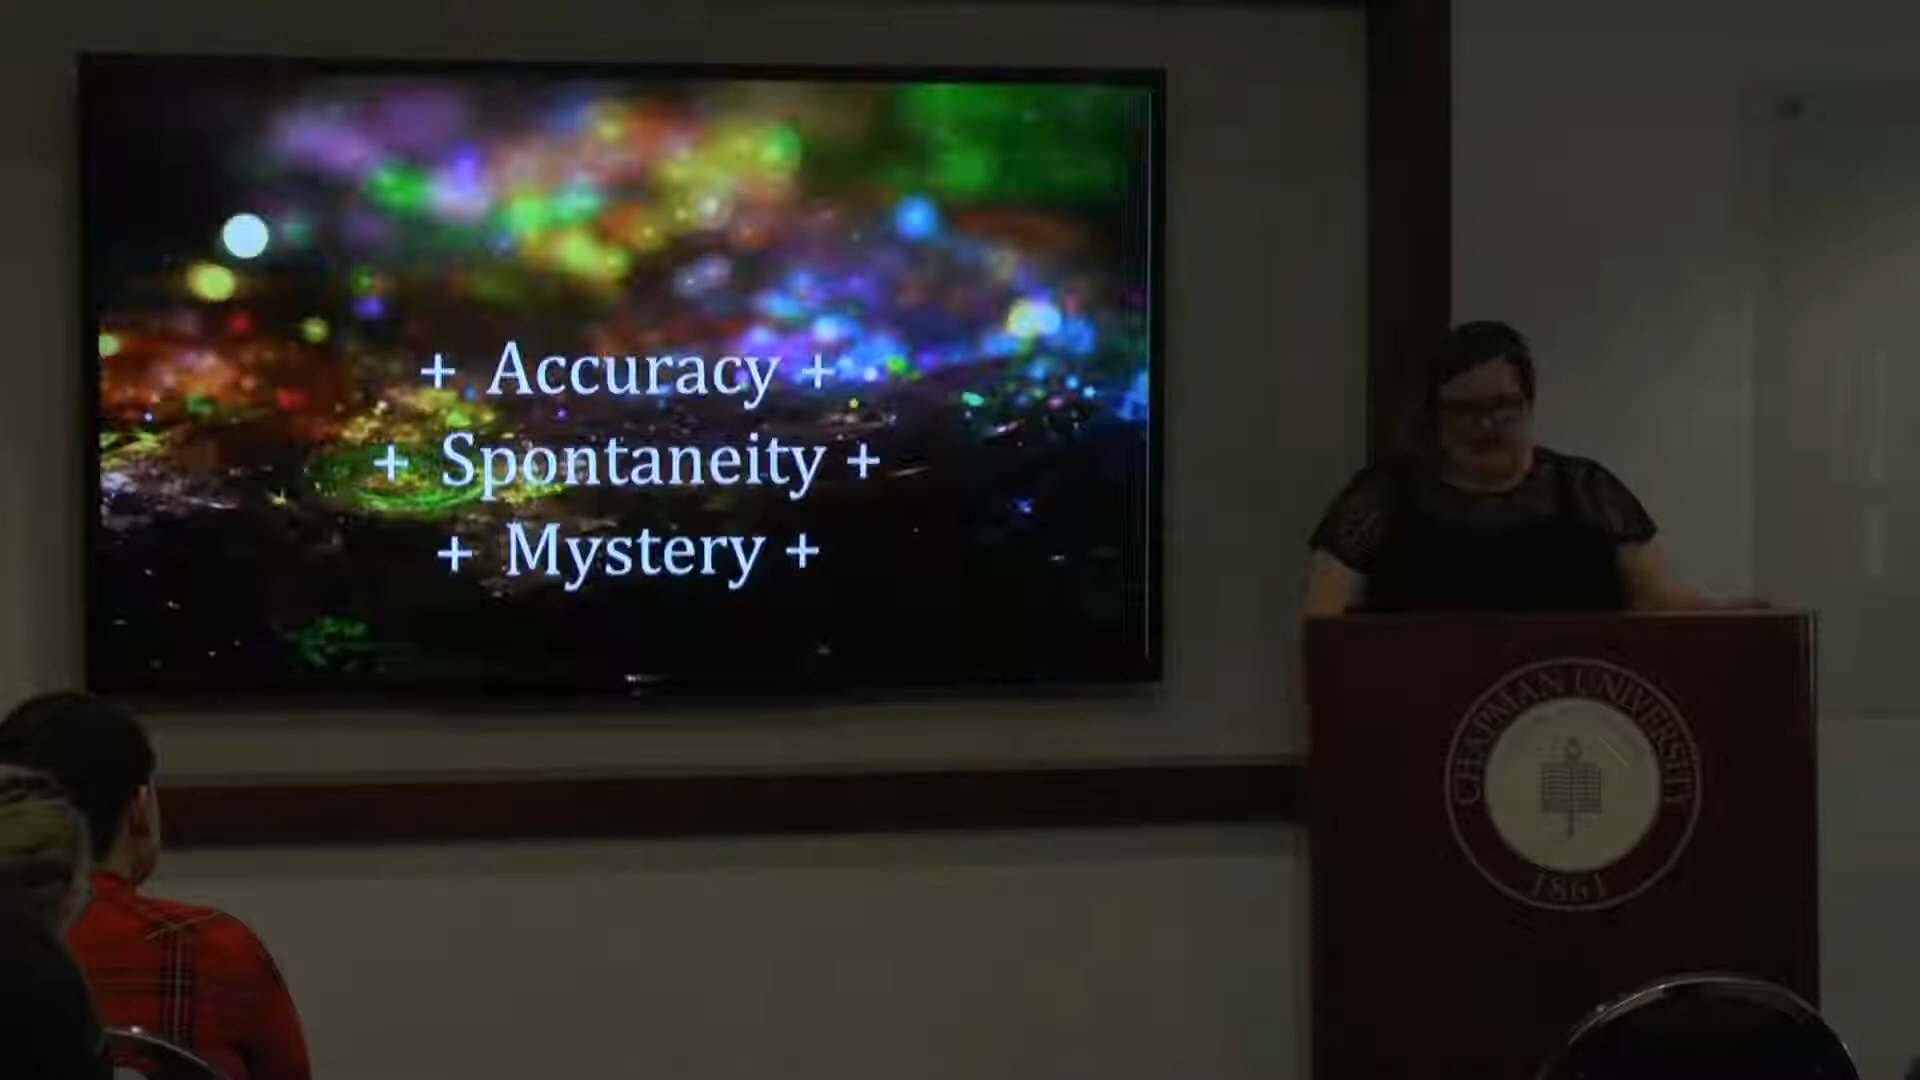 + Accuracy +
+ Spontaneity +
+ Mystery +
CHAPMAN UNIVERSITY
1861